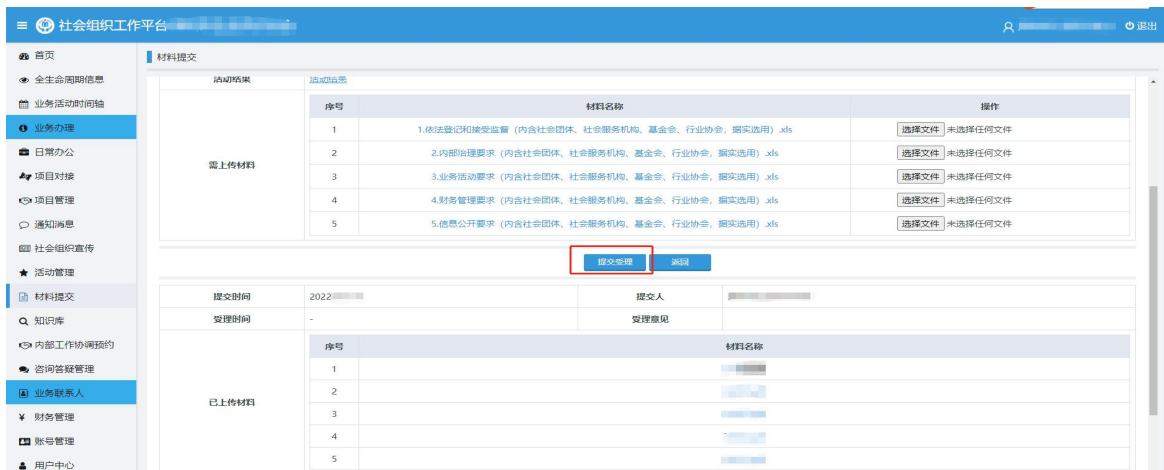 社会组织工作平台
退出
首页
全生命周期信息
业务活动时间轴
业务办理
日常办公
项目对接
项目管理
通知消息
社会组织宣传
活动管理
材料提交
知识库
内部工作协调预约
咨询答疑管理
业务联系人
财务管理
账号管理
用户中心
材料提交
活动结果 活动结果
需上传材料
序号 材料名称 操作
1 1.依法登记和接受监督（内含社会团体、社会服务机构、基金会、行业协会，据实选用）.xls 选择文件 未选择任何文件
2 2.内部治理要求（内含社会团体、社会服务机构、基金会、行业协会，据实选用）.xls 选择文件 未选择任何文件
3 3.业务活动要求（内含社会团体、社会服务机构、基金会、行业协会，据实选用）.xls 选择文件 未选择任何文件
4 4.财务管理要求（内含社会团体、社会服务机构、基金会、行业协会，据实选用）.xls 选择文件 未选择任何文件
5 5.信息公开要求（内含社会团体、社会服务机构、基金会、行业协会，据实选用）.xls 选择文件 未选择任何文件
提交受理 返回
提交时间 2022 提交人
受理时间 - 受理意见
已上传材料
序号 材料名称
1
2
3
4
5